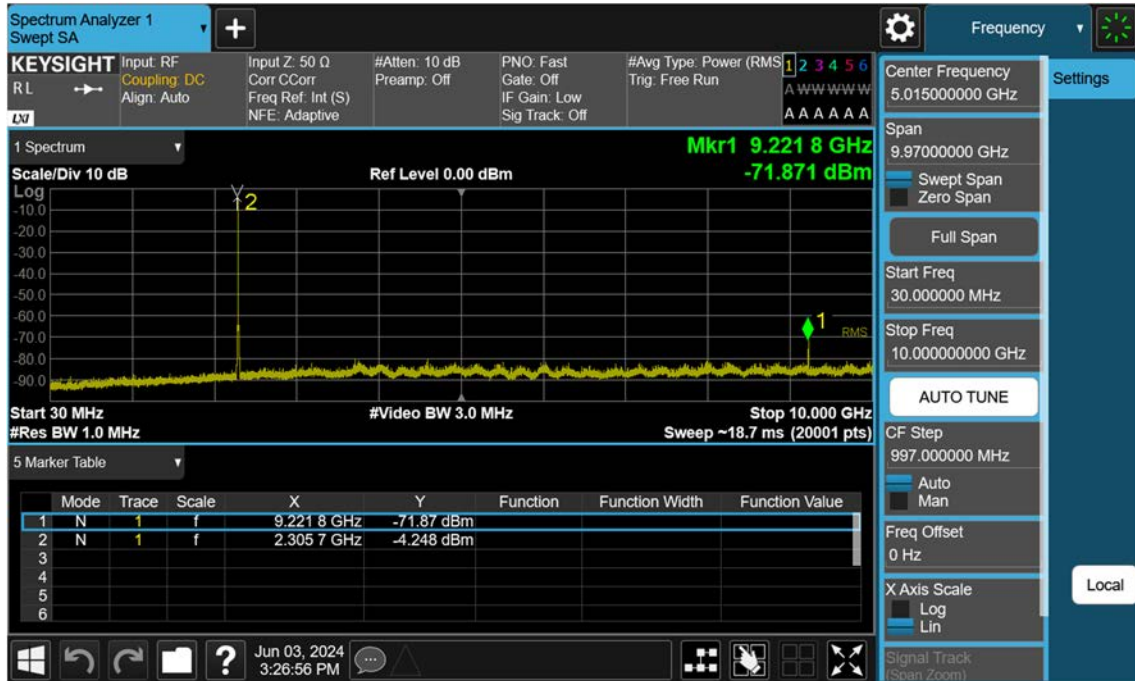 Spectrum Analyzer 1
Swept SA
+
Frequency
KEYSIGHT
R L
LXI
Input: RF
Coupling: DC
Align: Auto
Input Z: 50 Ω
Corr CCorr
Freq Ref: Int (S)
NFE: Adaptive
#Atten: 10 dB
Preamp: Off
PNO: Fast
Gate: Off
IF Gain: Low
Sig Track: Off
#Avg Type: Power (RMS
Trig: Free Run
1 2 3 4 5 6
A W W W W W
A A A A A A
1 Spectrum
Mkr1 9.221 8 GHz
Scale/Div 10 dB
Ref Level 0.00 dBm
-71.871 dBm
Log
-10.0
-20.0
-30.0
-40.0
-50.0
-60.0
-70.0
-80.0
-90.0
2
1
RMS
Start 30 MHz
#Video BW 3.0 MHz
Stop 10.000 GHz
#Res BW 1.0 MHz
Sweep ~18.7 ms (20001 pts)
5 Marker Table
Mode Trace Scale X Y Function Function Width Function Value
1 N 1 f 9.221 8 GHz -71.87 dBm
2 N 1 f 2.305 7 GHz -4.248 dBm
3
4
5
6
?
Jun 03, 2024
3:26:56 PM
Center Frequency
5.015000000 GHz
Settings
Span
9.97000000 GHz
Swept Span
Zero Span
Full Span
Start Freq
30.000000 MHz
Stop Freq
10.000000000 GHz
AUTO TUNE
CF Step
997.000000 MHz
Auto
Man
Freq Offset
0 Hz
X Axis Scale
Log
Lin
Local
Signal Track
(Span Zoom)